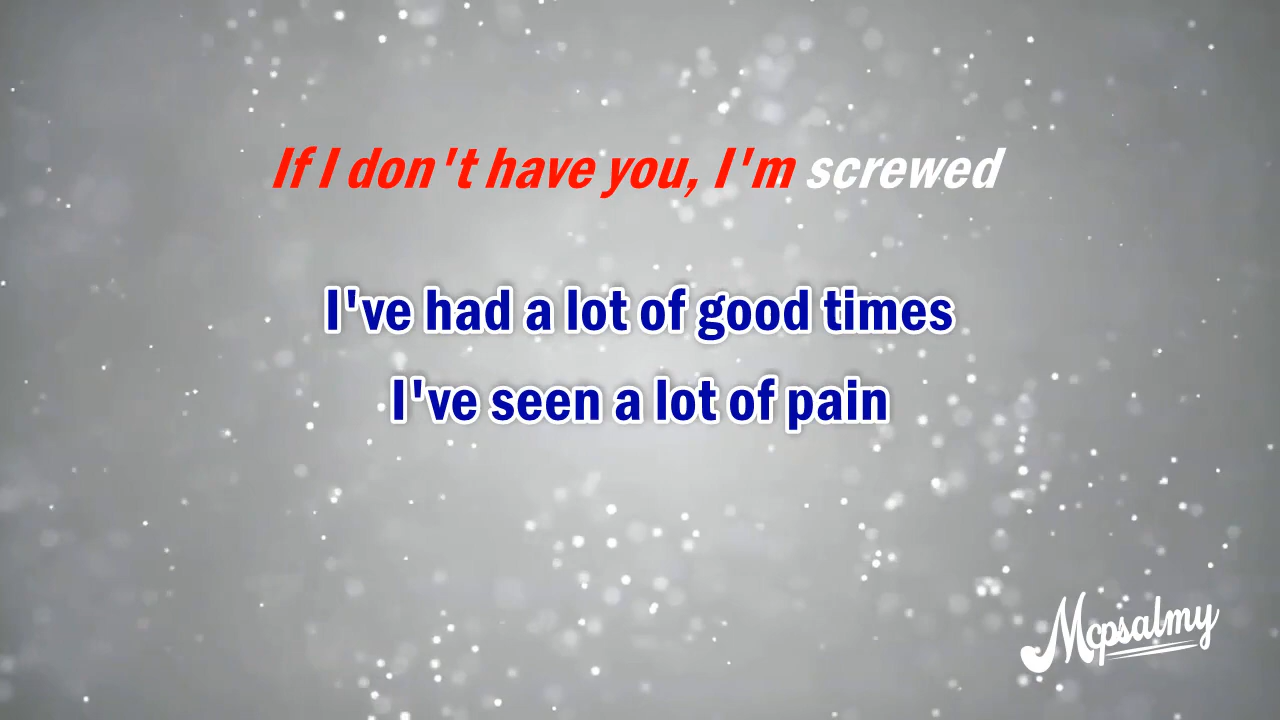 If I don't have you, I'm screwed
I've had a lot of good times
I've seen a lot of pain
Mcpsalmy